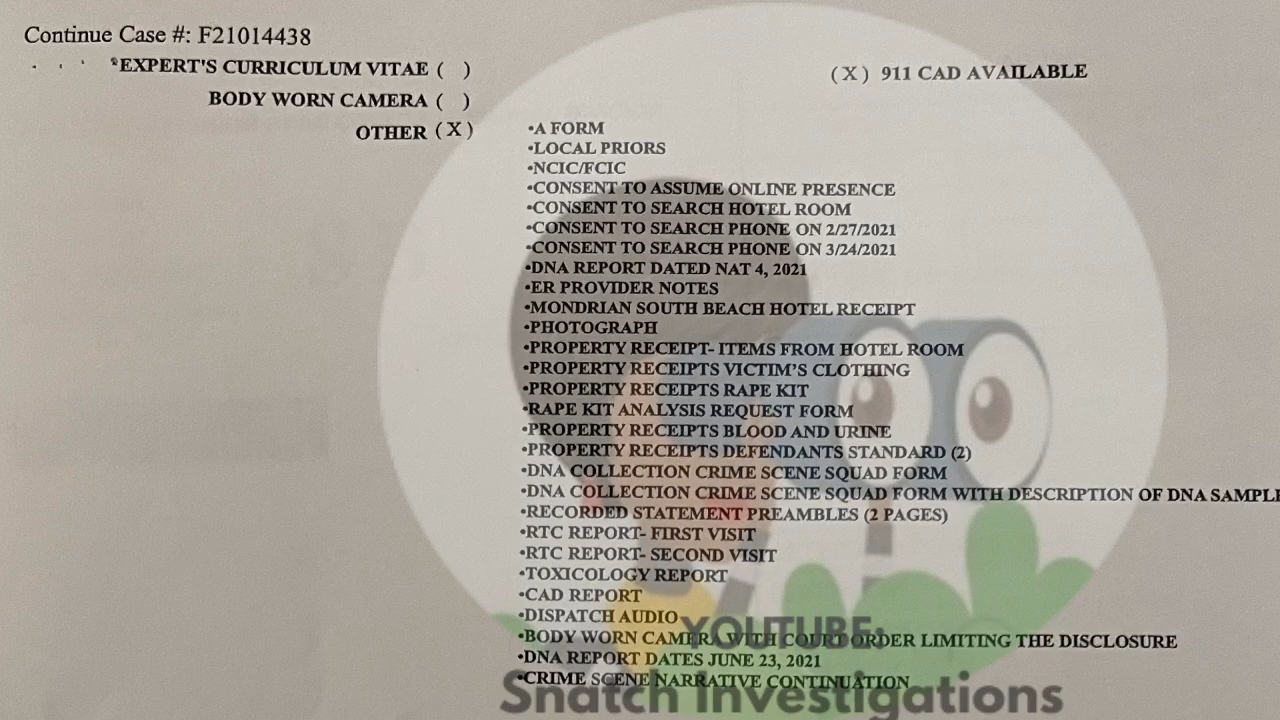 Continue Case #: F21014438
*EXPERT'S CURRICULUM VITAE ( )
(X) 911 CAD AVAILABLE
BODY WORN CAMERA ( )
OTHER (X)
•A FORM
•LOCAL PRIORS
•NCIC/FCIC
•CONSENT TO ASSUME ONLINE PRESENCE
•CONSENT TO SEARCH HOTEL ROOM
•CONSENT TO SEARCH PHONE ON 2/27/2021
•CONSENT TO SEARCH PHONE ON 3/24/2021
•DNA REPORT DATED NAT 4, 2021
•ER PROVIDER NOTES
•MONDRIAN SOUTH BEACH HOTEL RECEIPT
•PHOTOGRAPH
•PROPERTY RECEIPT- ITEMS FROM HOTEL ROOM
•PROPERTY RECEIPTS VICTIM'S CLOTHING
•PROPERTY RECEIPTS RAPE KIT
•RAPE KIT ANALYSIS REQUEST FORM
•PROPERTY RECEIPTS BLOOD AND URINE
•PROPERTY RECEIPTS DEFENDANTS STANDARD (2)
•DNA COLLECTION CRIME SCENE SQUAD FORM
•DNA COLLECTION CRIME SCENE SQUAD FORM WITH DESCRIPTION OF DNA SAMPLE
•RECORDED STATEMENT PREAMBLES (2 PAGES)
•RTC REPORT- FIRST VISIT
•RTC REPORT- SECOND VISIT
•TOXICOLOGY REPORT
•CAD REPORT
•DISPATCH AUDIO
•BODY WORN CAMERA WITH COURT ORDER LIMITING THE DISCLOSURE
•DNA REPORT DATES JUNE 23, 2021
•CRIME SCENE NARRATIVE CONTINUATION
YOUTUBE:
Snatch Investigations